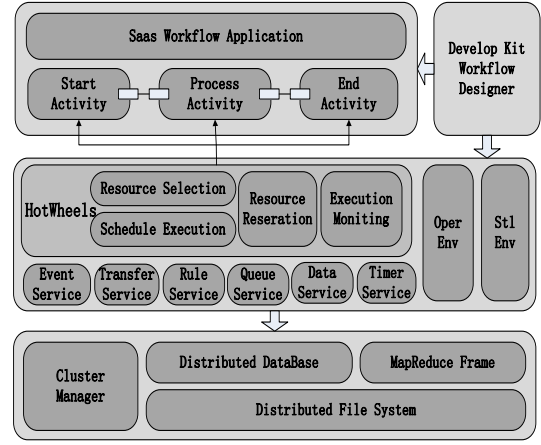 Saas Workflow Application
Start
Activity
Process
Activity
End
Activity
Develop Kit
Workflow
Designer
HotWheels
Resource Selection
Schedule Execution
Resource
Reseration
Execution
Moniting
Oper
Env
Stl
Env
Event
Service
Transfer
Service
Rule
Service
Queue
Service
Data
Service
Timer
Service
Cluster
Manager
Distributed DataBase
MapReduce Frame
Distributed File System